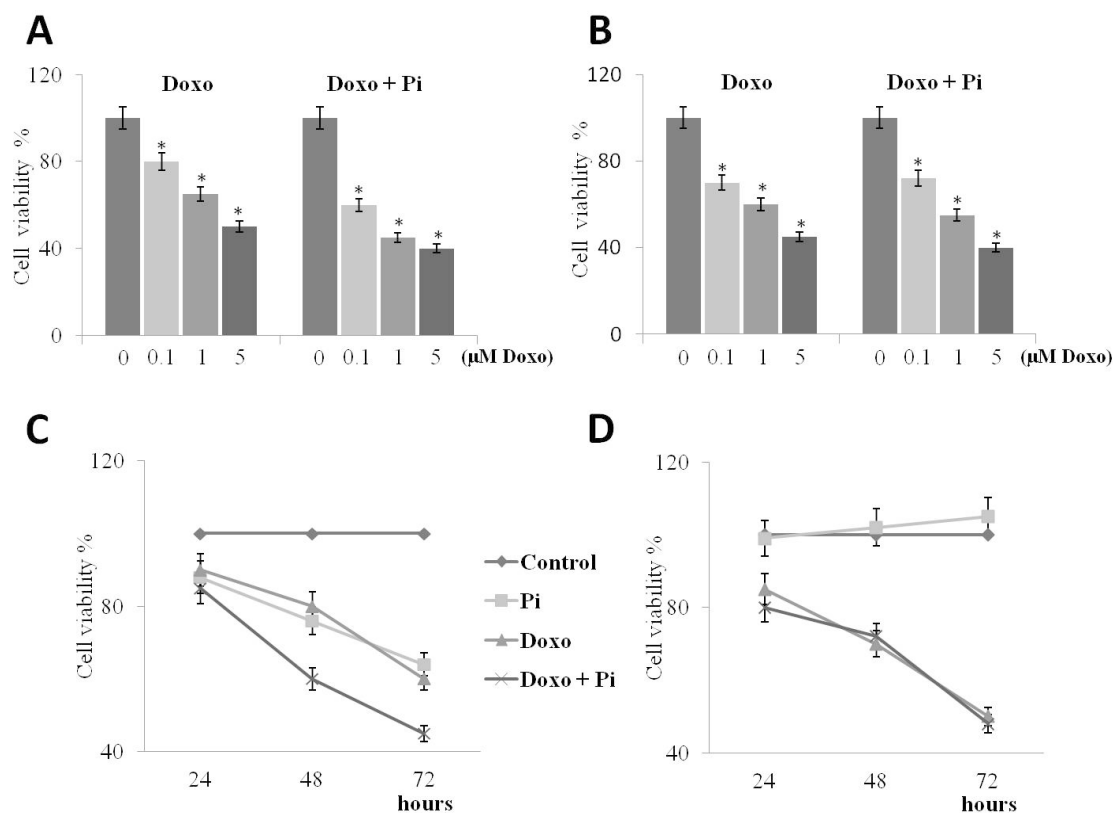 A
120
Doxo
Doxo + Pi
Cell viability %
80
*
*
*
*
*
*
40
0
0 0.1 1 5 0 0.1 1 5 (μM Doxo)
B
120
Doxo
Doxo + Pi
Cell viability %
80
*
*
*
*
*
*
40
0
0 0.1 1 5 0 0.1 1 5 (μM Doxo)
C
120
Cell viability %
80
40
24 48 72
hours
Control
Pi
Doxo
Doxo + Pi
D
120
Cell viability %
80
40
24 48 72
hours